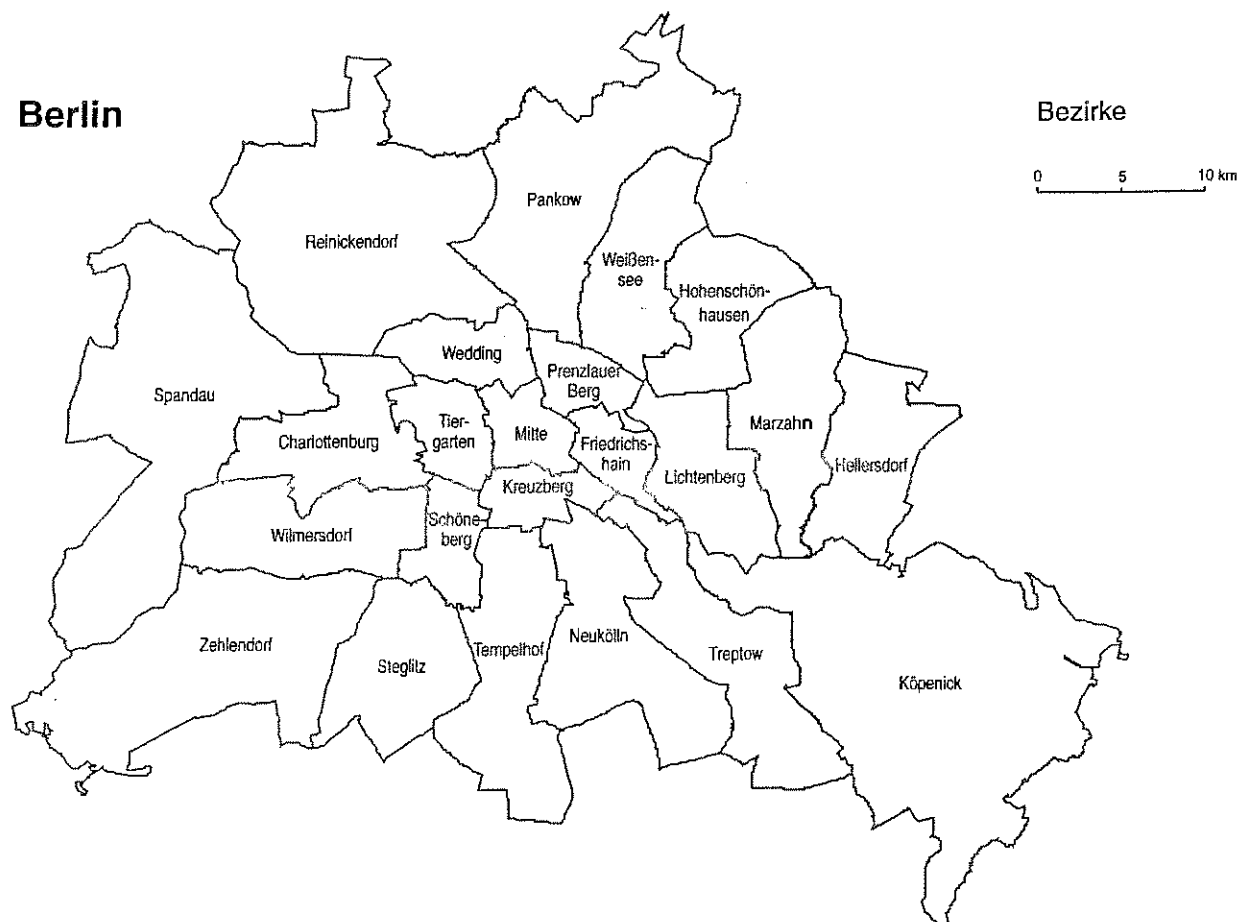 Berlin
Bezirke
0 5 10 km
Pankow
Reinickendorf
Weißen-
see
Hohenschön-
hausen
Wedding
Prenzlauer
Berg
Spandau
Charlottenburg
Tier-
garten
Mitte
Friedrichs-
hain
Marzahn
Lichtenberg
Hellersdorf
Kreuzberg
Wilmersdorf
Schöne-
berg
Zehlendorf
Steglitz
Tempelhof
Neukölln
Treptow
Köpenick